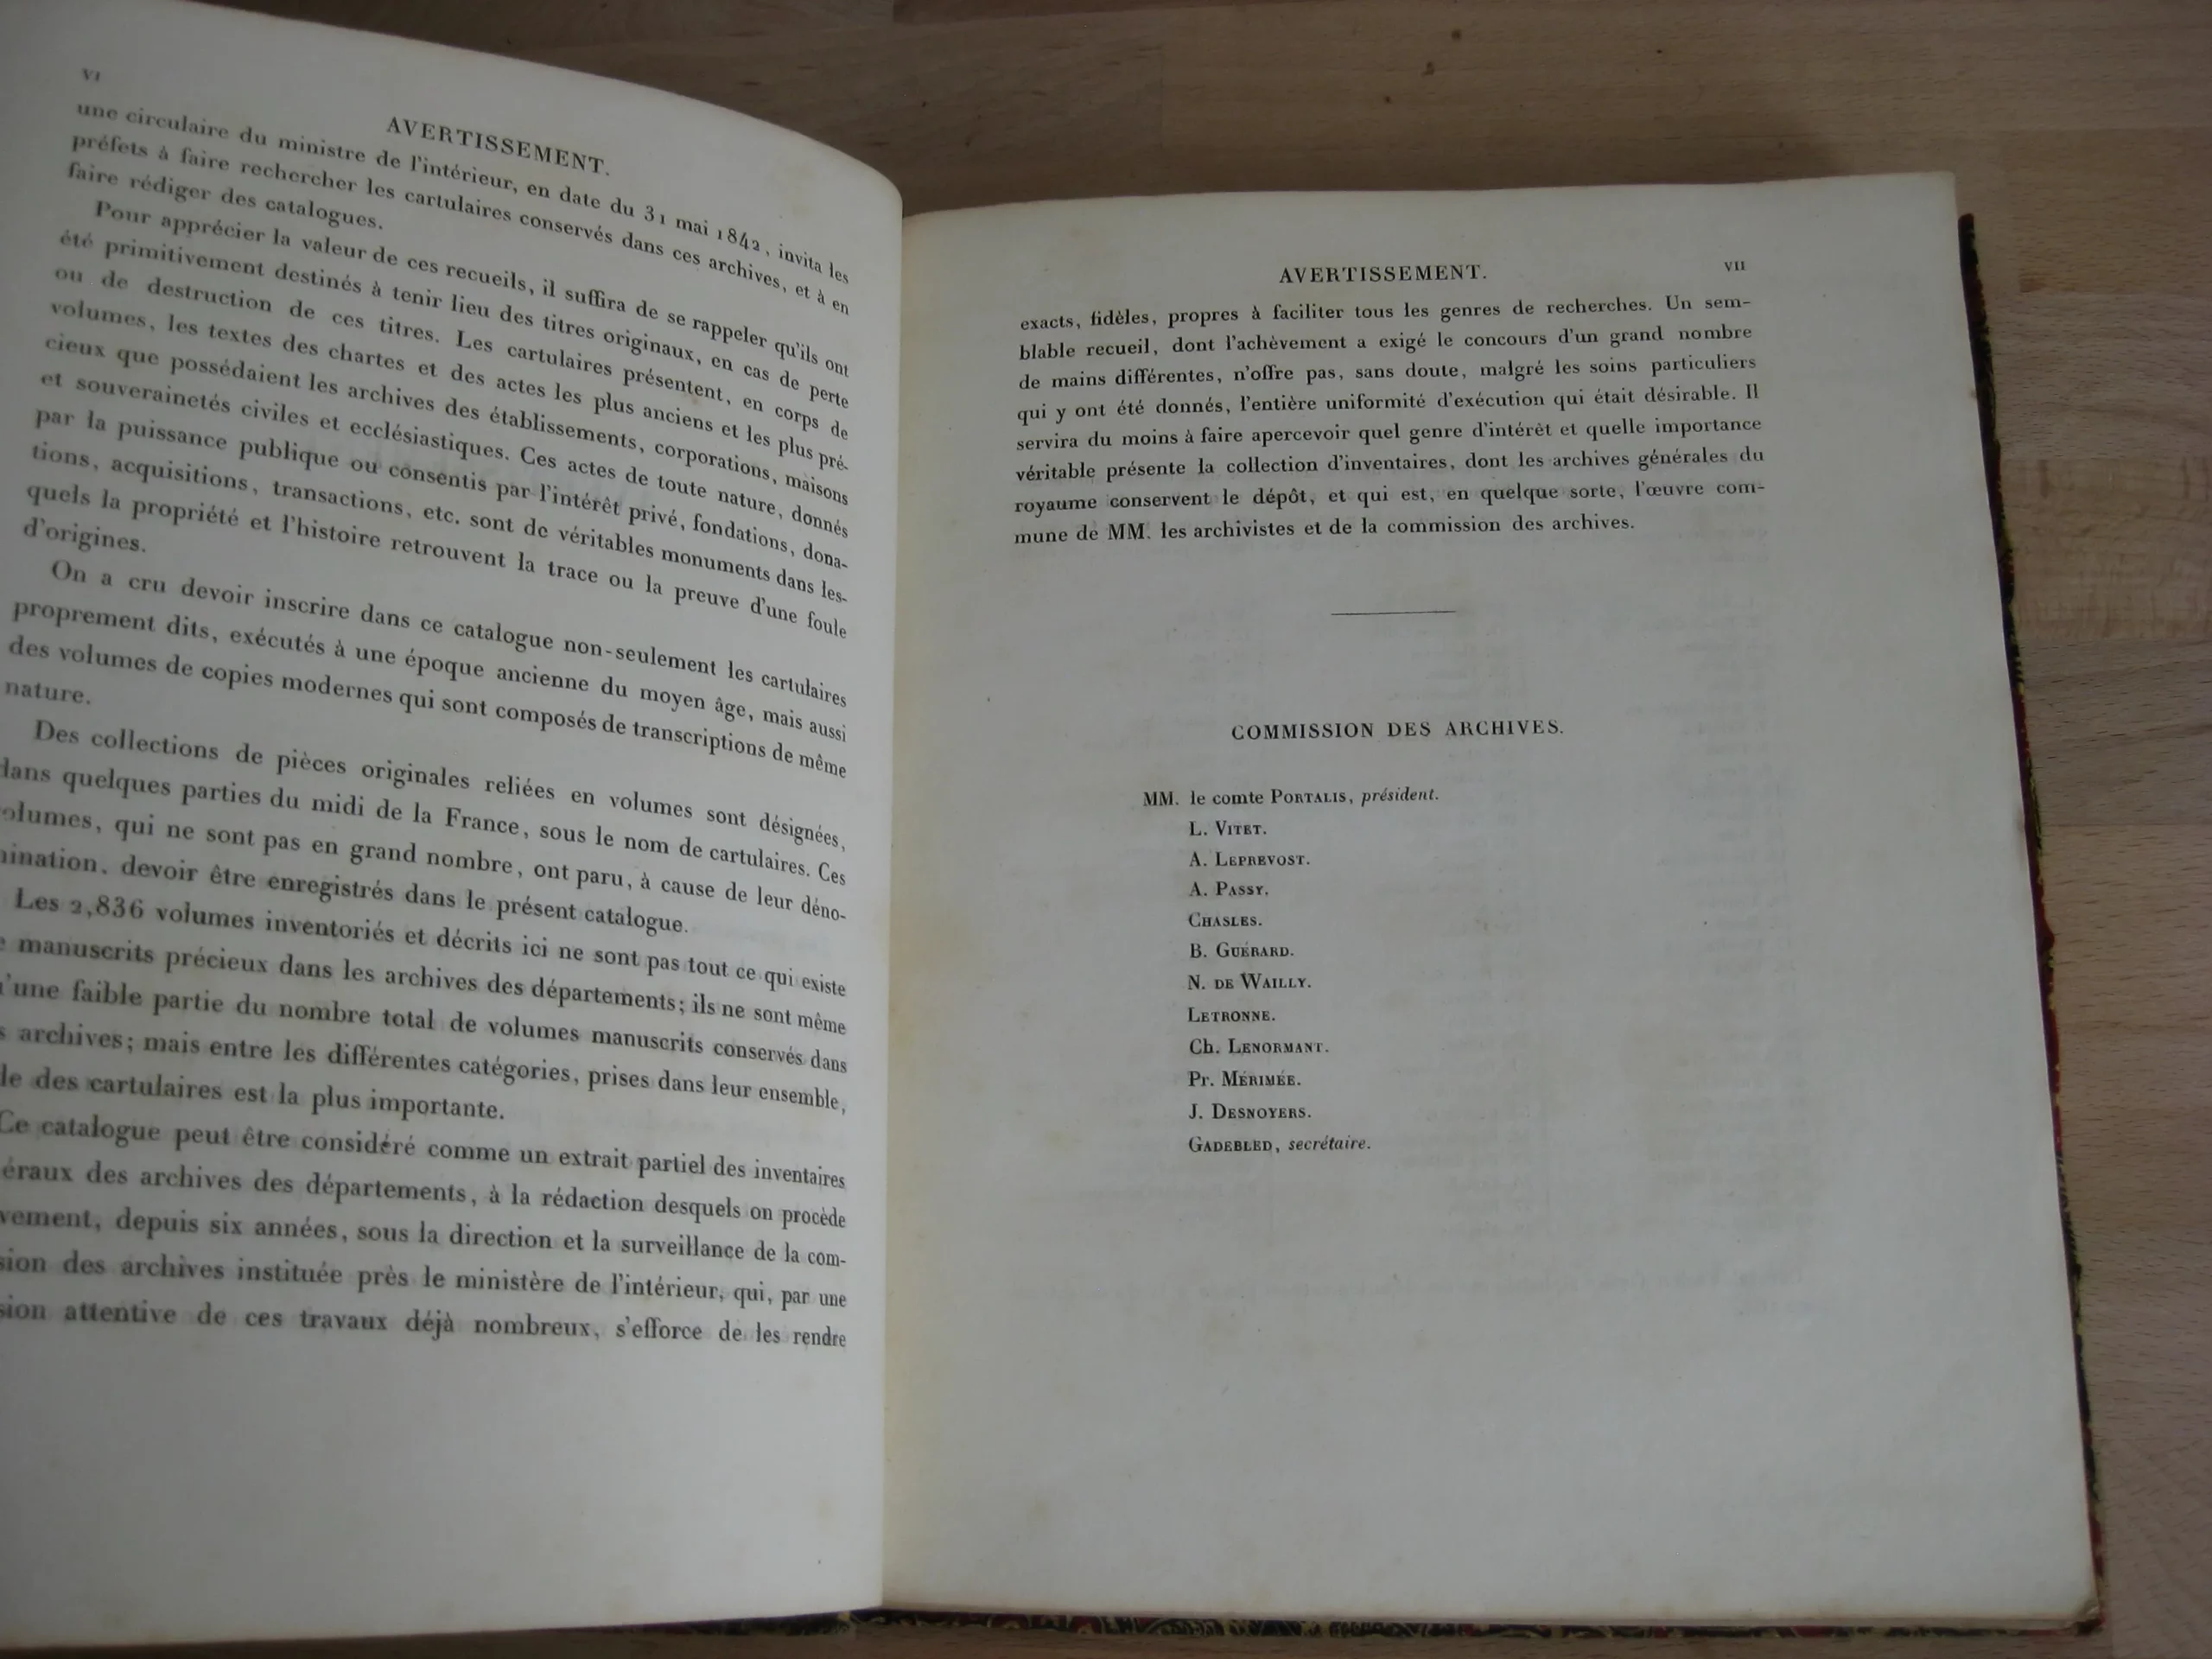 VI
AVERTISSEMENT.
une circulaire du ministre de l'intérieur, en date du 31 mai 1842, invita les
préfets à faire rechercher les cartulaires conservés dans ces archives, et à en
faire rédiger des catalogues.
Pour apprécier la valeur de ces recueils, il suffira de se rappeler qu'ils ont
été primitivement destinés à tenir lieu des titres originaux, en cas de perte
ou de destruction de ces titres. Les cartulaires présentent, en corps de
volumes, les textes des chartes et des actes les plus anciens et les plus pré-
cieux que possédaient les archives des établissements, corporations, maisons
et souverainetés civiles et ecclésiastiques. Ces actes de toute nature, donnés
par la puissance publique ou consentis par l'intérêt privé, fondations, dona-
tions, acquisitions, transactions, etc. sont de véritables monuments dans les-
quels la propriété et l'histoire retrouvent la trace ou la preuve d'une foule
d'origines.
On a cru devoir inscrire dans ce catalogue non-seulement les cartulaires
proprement dits, exécutés à une époque ancienne du moyen âge, mais aussi
des volumes de copies modernes qui sont composés de transcriptions de même
nature.
Des collections de pièces originales reliées en volumes sont désignées,
dans quelques parties du midi de la France, sous le nom de cartulaires. Ces
olumes, qui ne sont pas en grand nombre, ont paru, à cause de leur déno-
ination, devoir être enregistrés dans le présent catalogue.
Les 2,836 volumes inventoriés et décrits ici ne sont pas tout ce qui existe
e manuscrits précieux dans les archives des départements; ils ne sont même
'une faible partie du nombre total de volumes manuscrits conservés dans
s archives; mais entre les différentes catégories, prises dans leur ensemble,
le des cartulaires est la plus importante.
Ce catalogue peut être considéré comme un extrait partiel des inventaires
éraux des archives des départements, à la rédaction desquels on procède
vement, depuis six années, sous la direction et la surveillance de la com-
sion des archives instituée près le ministère de l'intérieur, qui, par une
sion attentive de ces travaux déjà nombreux, s'efforce de les rendre
AVERTISSEMENT. VII
exacts, fidèles, propres à faciliter tous les genres de recherches. Un sem-
blable recueil, dont l'achèvement a exigé le concours d'un grand nombre
de mains différentes, n'offre pas, sans doute, malgré les soins particuliers
qui y ont été donnés, l'entière uniformité d'exécution qui était désirable. Il
servira du moins à faire apercevoir quel genre d'intérêt et quelle importance
véritable présente la collection d'inventaires, dont les archives générales du
royaume conservent le dépôt, et qui est, en quelque sorte, l'œuvre com-
mune de MM. les archivistes et de la commission des archives.
COMMISSION DES ARCHIVES.
MM. le comte PORTALIS, président.
L. VITET.
A. LEPREVOST.
A. PASSY.
CHASLES.
B. GUÉRARD.
N. DE WAILLY.
LETRONNE.
Ch. LENORMANT.
Pr. MÉRIMÉE.
J. DESNOYERS.
GADEBLED, secrétaire.